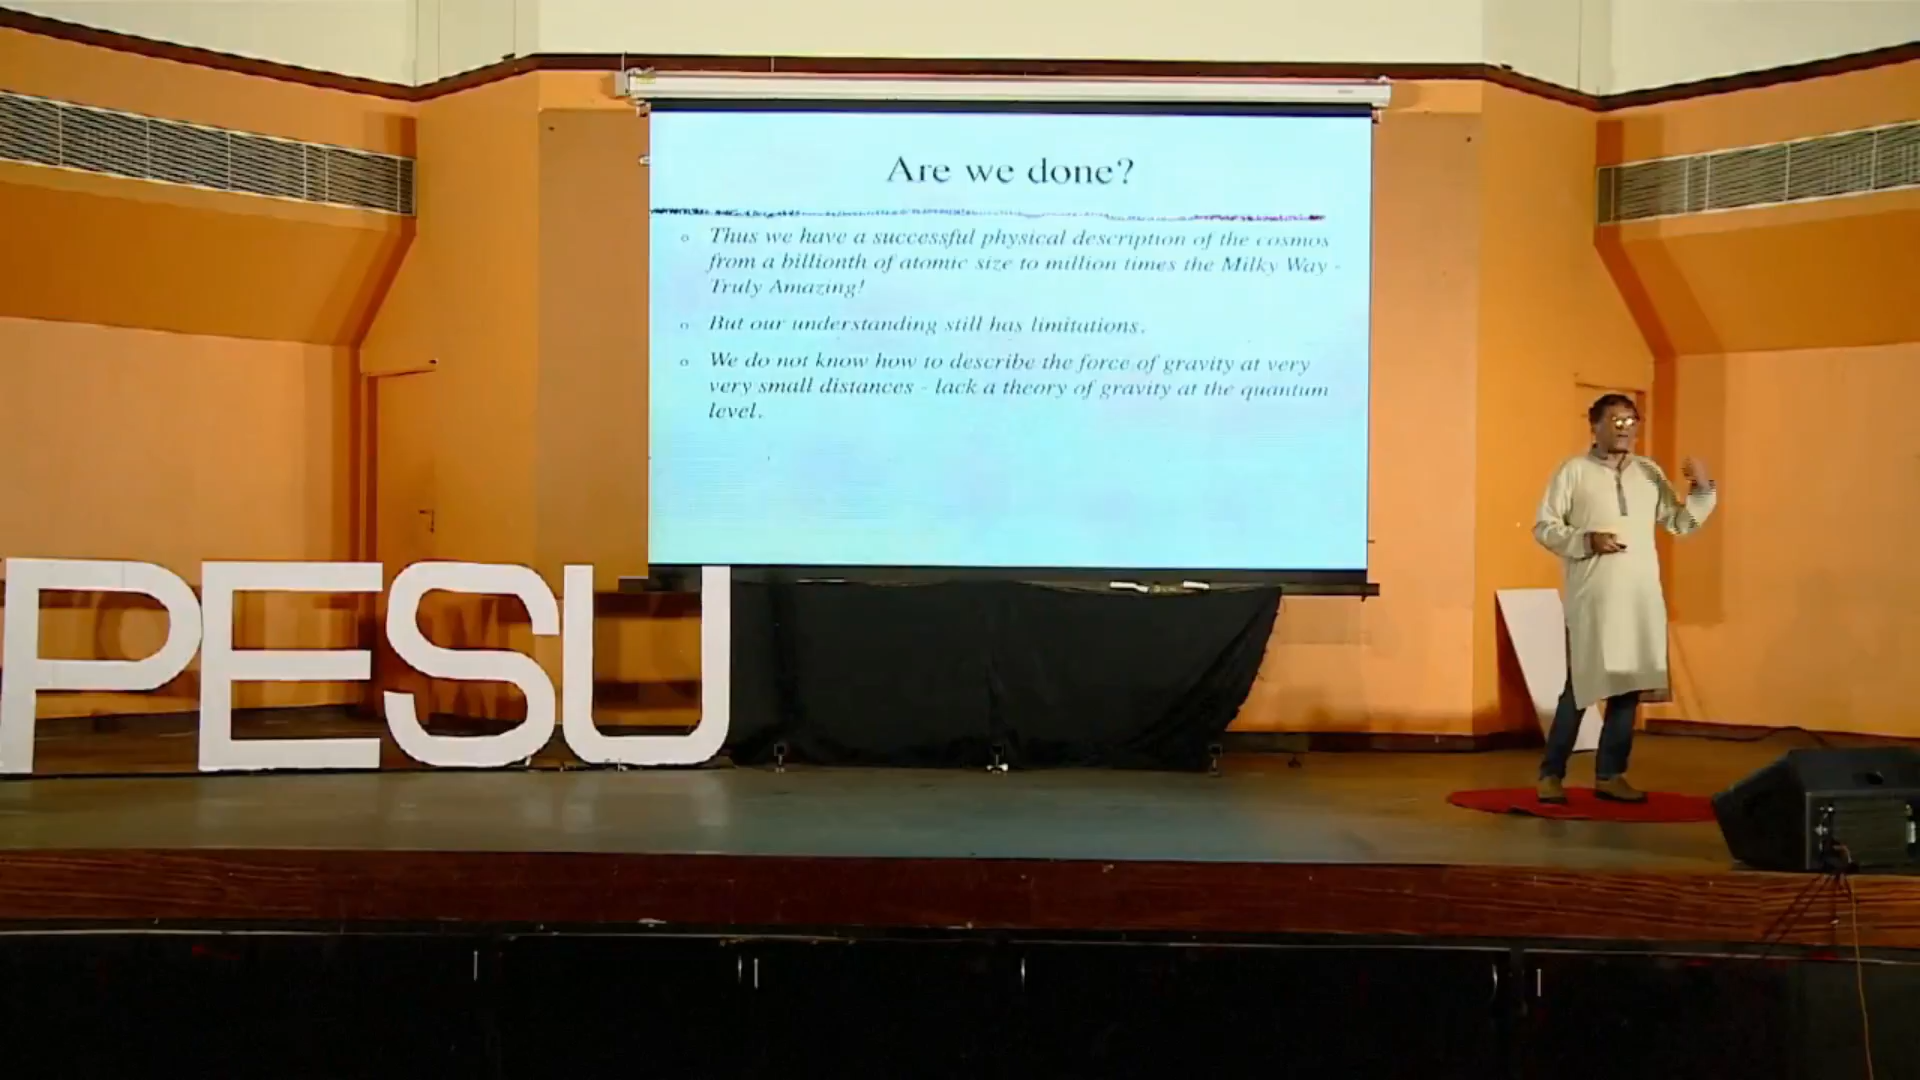 Are we done?
Thus we have a successful physical description of the cosmos
from a billionth of atomic size to million times the Milky Way -
Truly Amazing!
But our understanding still has limitations.
We do not know how to describe the force of gravity at very
very small distances - lack a theory of gravity at the quantum
level.
PESU